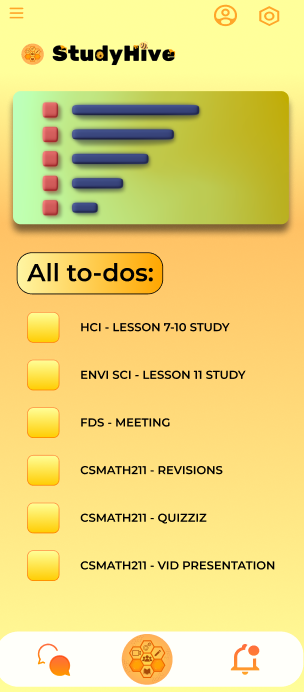 StudyHive
All to-dos:
HCI - LESSON 7-10 STUDY
ENVI SCI - LESSON 11 STUDY
FDS - MEETING
CSMATH211 - REVISIONS
CSMATH211 - QUIZZIZ
CSMATH211 - VID PRESENTATION